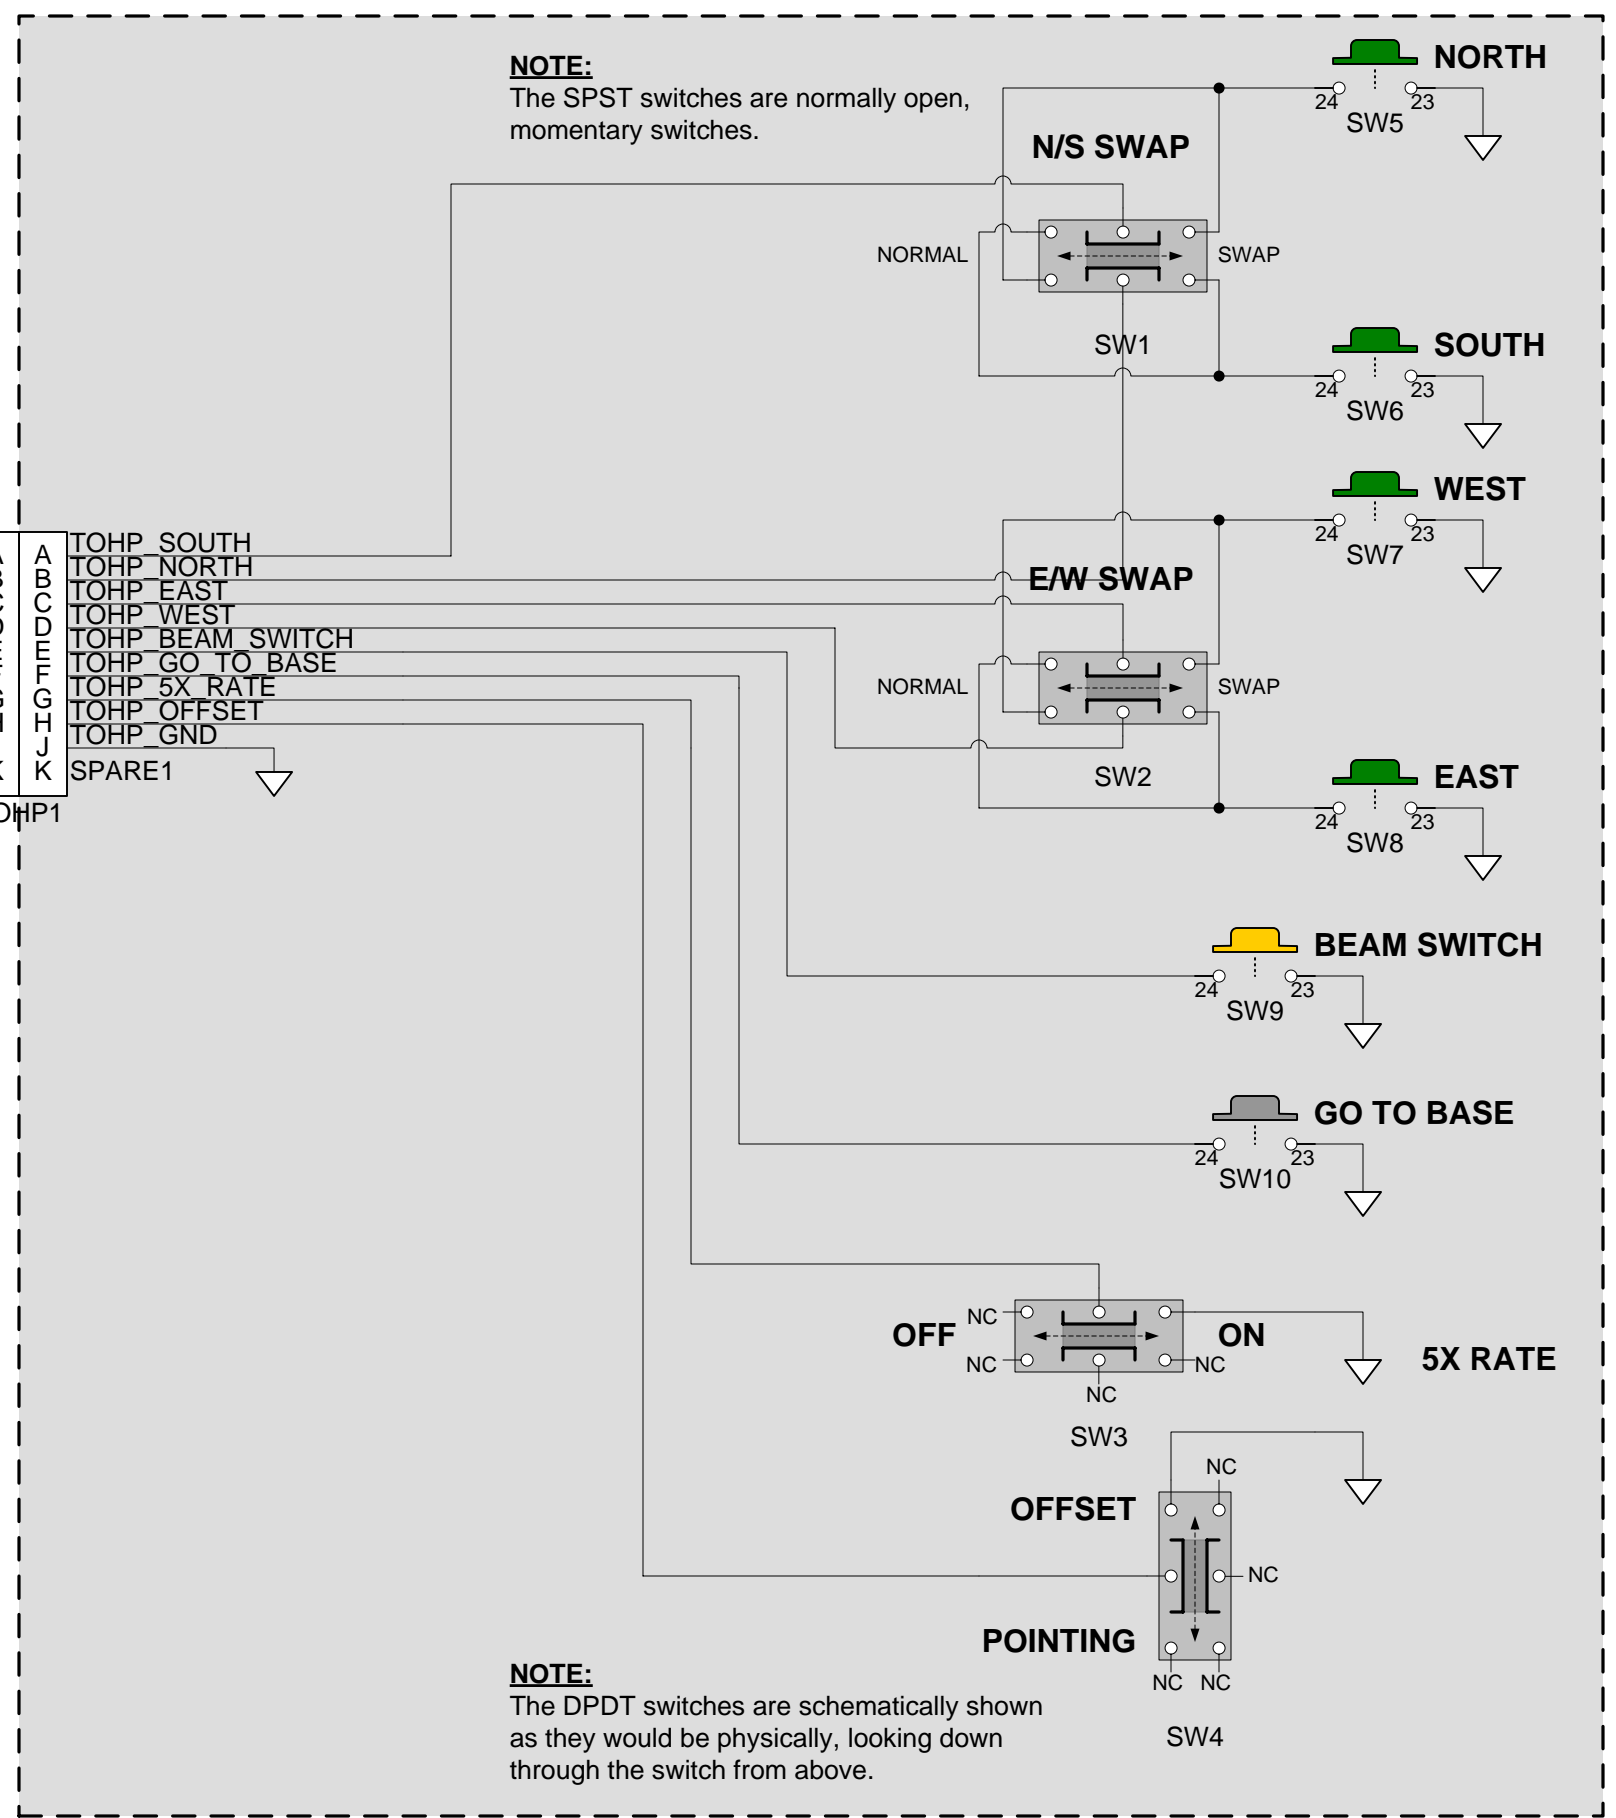 NOTE:
The SPST switches are normally open,
momentary switches.
NORTH
24 23
SW5
N/S SWAP
NORMAL SWAP
SW1
SOUTH
24 23
SW6
WEST
24 23
SW7
A TOHP_SOUTH
B TOHP_NORTH
C TOHP_EAST
D TOHP_WEST
E TOHP_BEAM_SWITCH
F TOHP_GO_TO_BASE
G TOHP_5X_RATE
H TOHP_OFFSET
J TOHP_GND
K SPARE1
OHP1
E/W SWAP
NORMAL SWAP
SW2
EAST
24 23
SW8
BEAM SWITCH
24 23
SW9
GO TO BASE
24 23
SW10
NC
OFF ON
NC NC
NC
5X RATE
SW3
NC
OFFSET
NC
POINTING
NC NC
SW4
NOTE:
The DPDT switches are schematically shown
as they would be physically, looking down
through the switch from above.